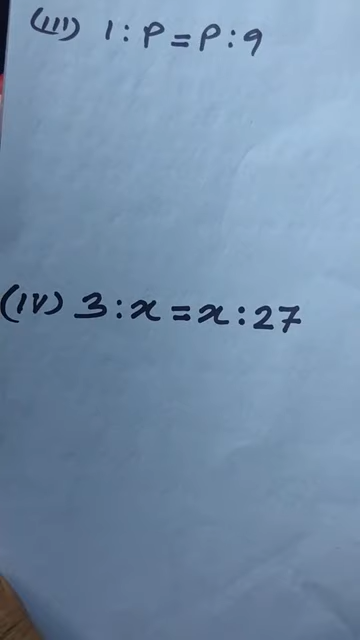 (III) 1 : P = P : 9
(IV) 3 : x = x : 27